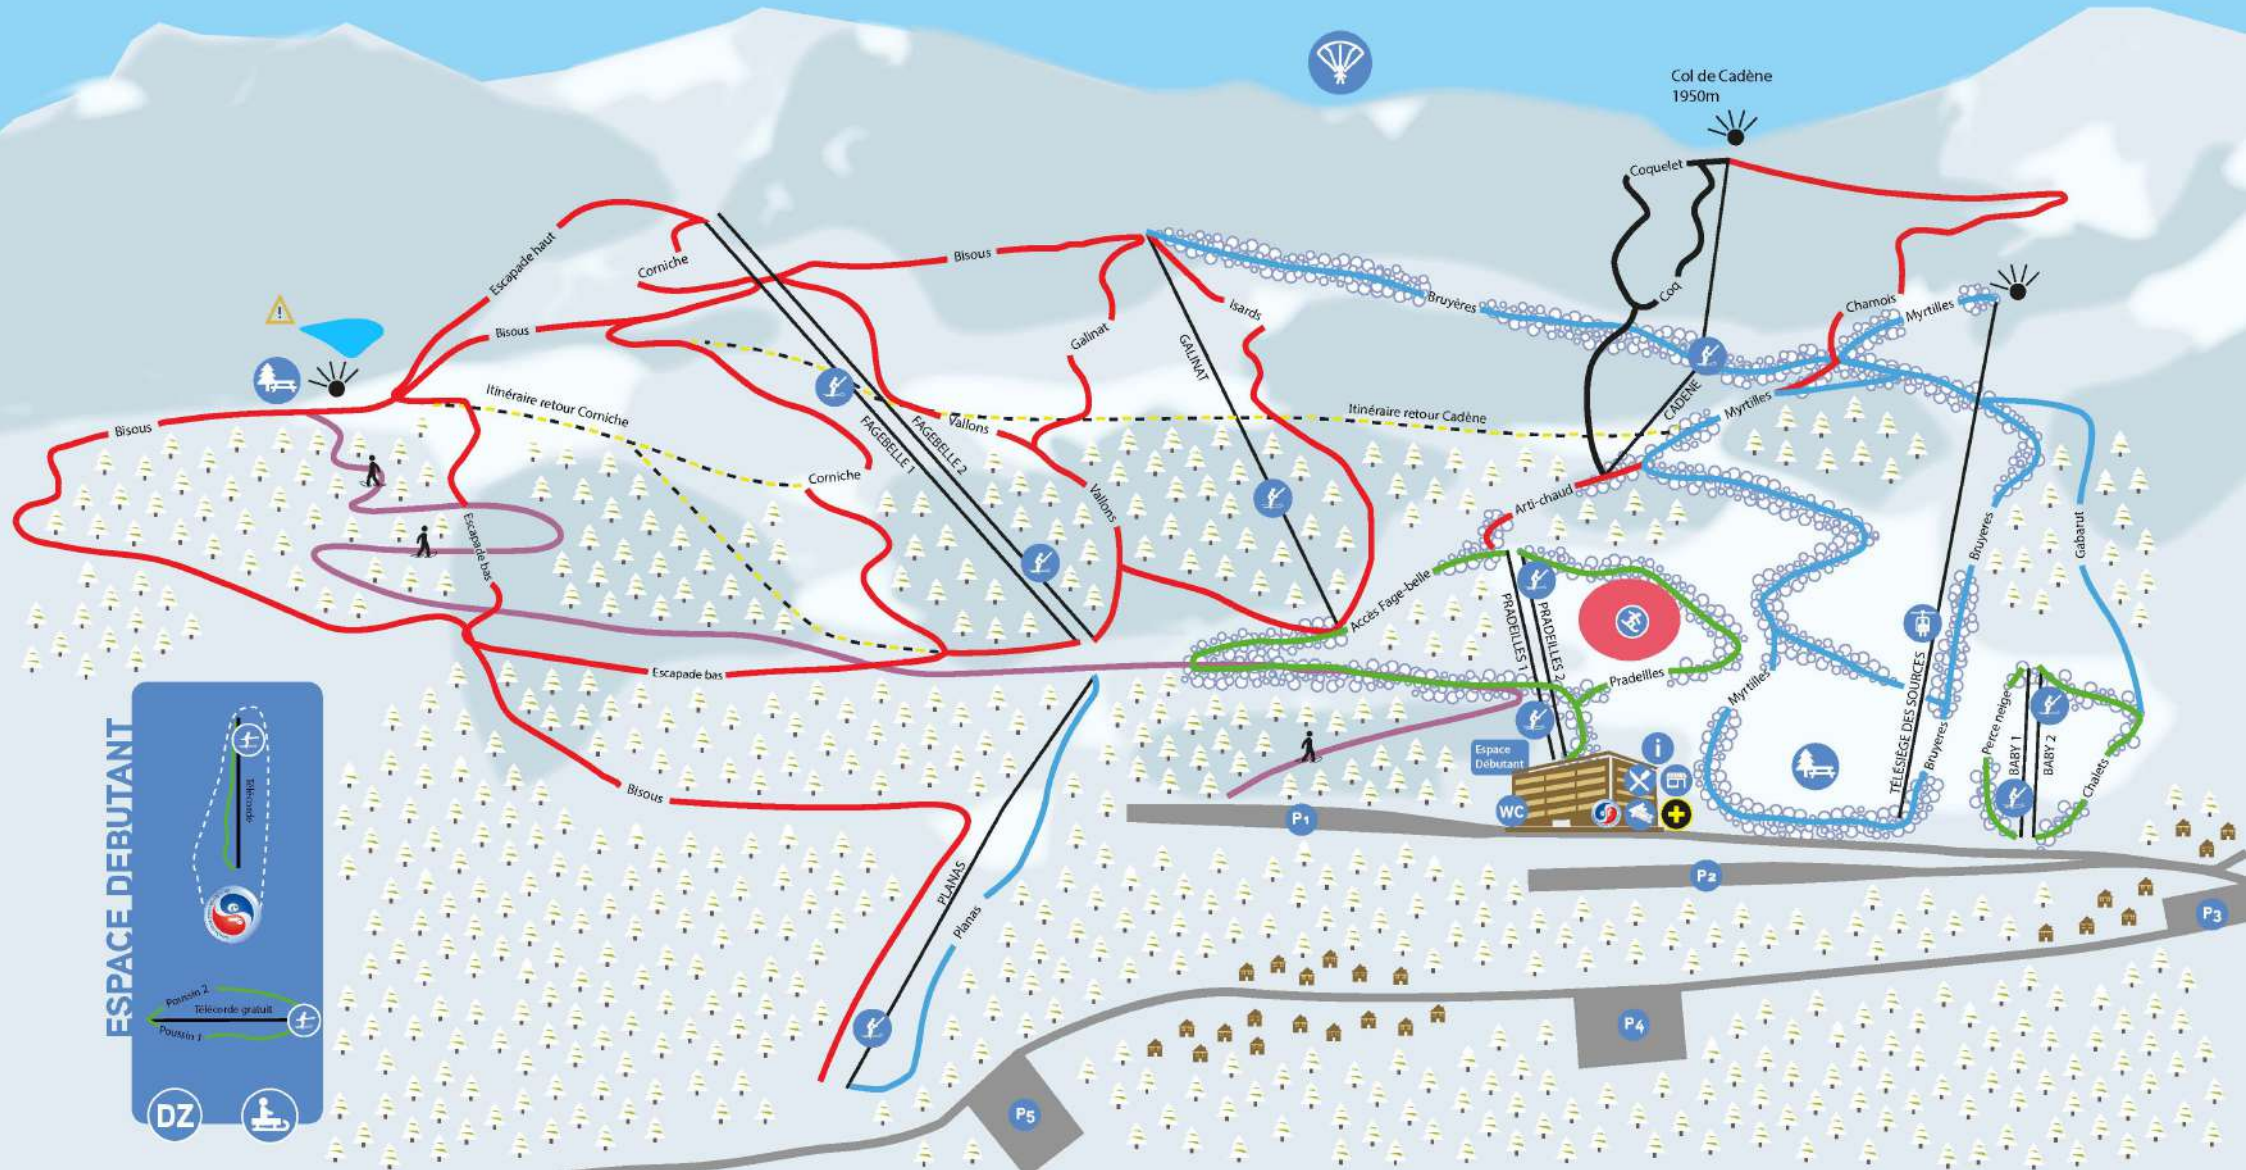 Col de Cadène
1950m
Coquelet
Escapade haut
Corniche
Bisous
Bruyères
Coq
Chamois
Myrtilles
Isards
Galinat
GALINAT
Bisous
Itinéraire retour Corniche
Itinéraire retour Cadène
CADENE
Myrtilles
Vallons
FAGEBELLE 1
FAGEBELLE 2
Bisous
Corniche
Vallons
Arti-chaud
Escapade bas
Bruyeres
Gabarut
Accès Fage-belle
PRADEILLES 1
PRADEILLES 2
Escapade bas
Pradeilles
Myrtilles
TÉLÉSIÈGE DES SOURCES
Bruyeres
Perce neige
BABY 1
BABY 2
Chalets
Espace
Débutant
i
WC
Bisous
P1
P2
P3
P4
P5
PLANAS
Planas
ESPACE DEBUTANT
Télécorde
Poussin 2
Télécorde gratuit
Poussin 1
DZ